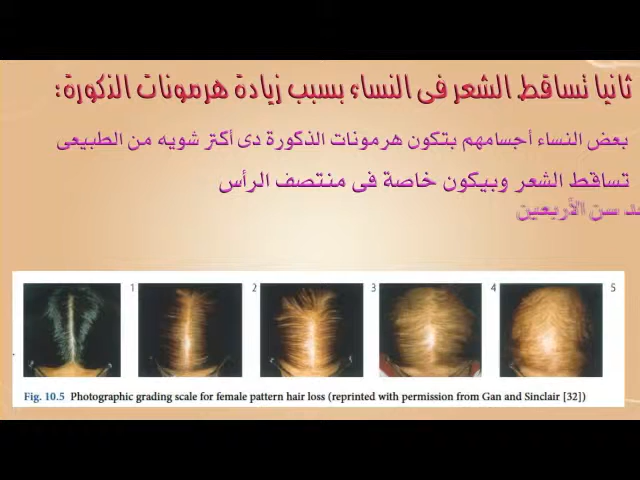 ثانيا تساقط الشعر فى النساء بسبب زيادة هرمونات الذكورة:
بعض النساء أجسامهم بتكون هرمونات الذكورة دى أكتر شويه من الطبيعى
تساقط الشعر وبيكون خاصة فى منتصف الرأس
سن الأربعين
1 2 3 4 5
Fig. 10.5 Photographic grading scale for female pattern hair loss (reprinted with permission from Gan and Sinclair [32])